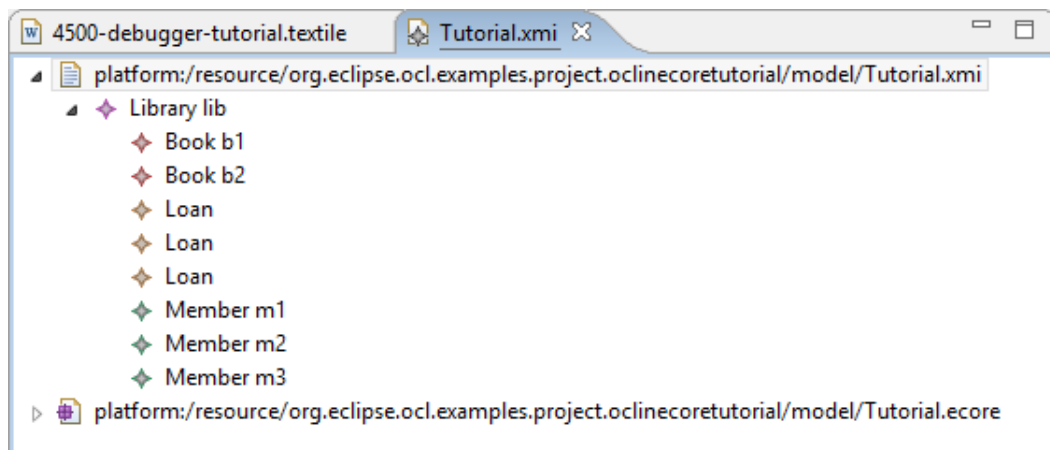 4500-debugger-tutorial.textile Tutorial.xmi
platform:/resource/org.eclipse.ocl.examples.project.oclinecoretutorial/model/Tutorial.xmi
Library lib
Book b1
Book b2
Loan
Loan
Loan
Member m1
Member m2
Member m3
platform:/resource/org.eclipse.ocl.examples.project.oclinecoretutorial/model/Tutorial.ecore